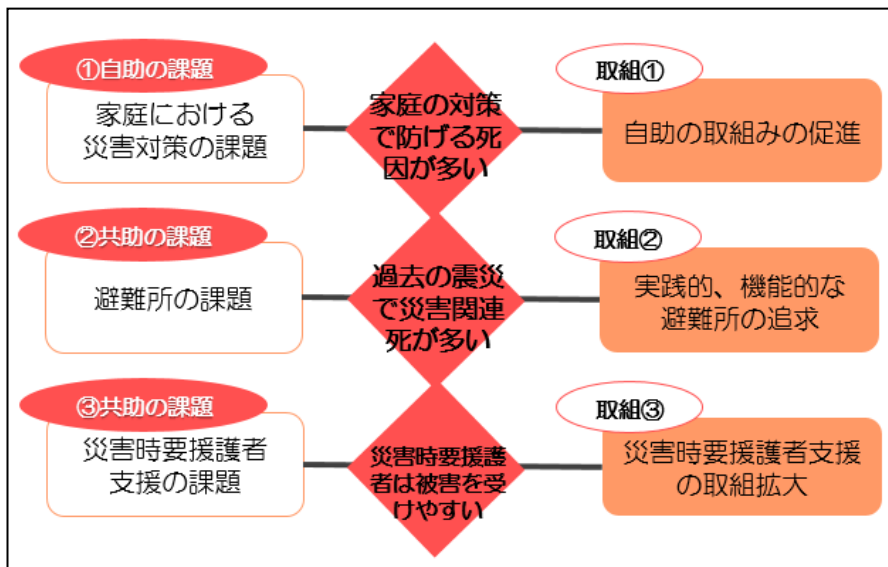 ①自助の課題
家庭における
災害対策の課題
家庭の対策
で防げる死
因が多い
取組①
自助の取組みの促進
②共助の課題
避難所の課題
過去の震災
で災害関連
死が多い
取組②
実践的、機能的な
避難所の追求
③共助の課題
災害時要援護者
支援の課題
災害時要援護
者は被害を受
けやすい
取組③
災害時要援護者支援
の取組拡大